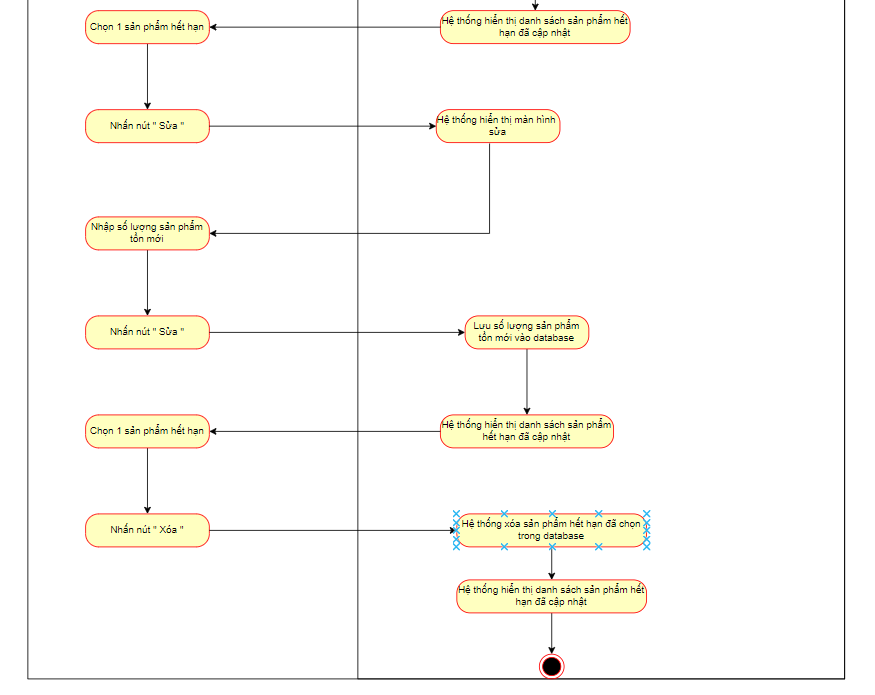 Chọn 1 sản phẩm hết hạn
Hệ thống hiển thị danh sách sản phẩm hết
hạn đã cập nhật
Nhấn nút " Sửa "
Hệ thống hiển thị màn hình
sửa
Nhập số lượng sản phẩm
tồn mới
Nhấn nút " Sửa "
Lưu số lượng sản phẩm
tồn mới vào database
Chọn 1 sản phẩm hết hạn
Hệ thống hiển thị danh sách sản phẩm
hết hạn đã cập nhật
Nhấn nút " Xóa "
Hệ thống xóa sản phẩm hết hạn đã chọn
trong database
Hệ thống hiển thị danh sách sản phẩm hết
hạn đã cập nhật